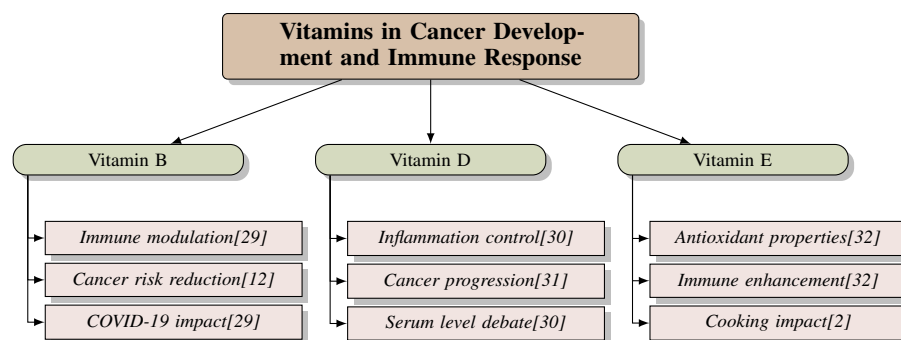 Vitamins in Cancer Develop-
ment and Immune Response
Vitamin B
Vitamin D
Vitamin E
Immune modulation[29]
Inflammation control[30]
Antioxidant properties[32]
Cancer risk reduction[12]
Cancer progression[31]
Immune enhancement[32]
COVID-19 impact[29]
Serum level debate[30]
Cooking impact[2]